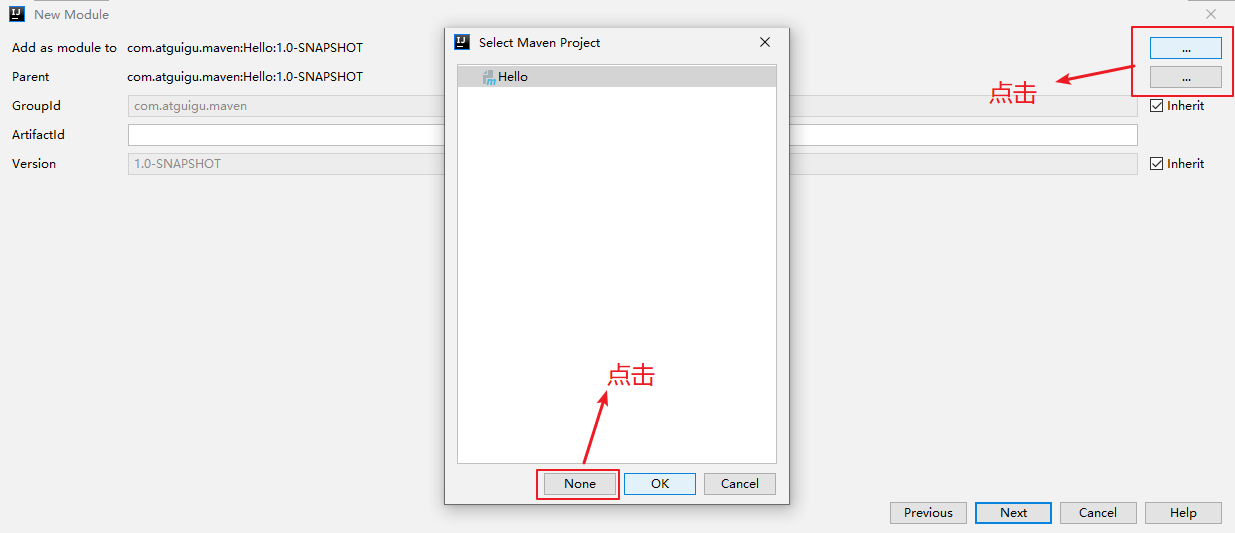 New Module
Add as module to com.atguigu.maven:Hello:1.0-SNAPSHOT ...
Parent com.atguigu.maven:Hello:1.0-SNAPSHOT ...
GroupId com.atguigu.maven Inherit
ArtifactId
Version 1.0-SNAPSHOT Inherit
点击
Select Maven Project
Hello
点击
None OK Cancel
Previous Next Cancel Help